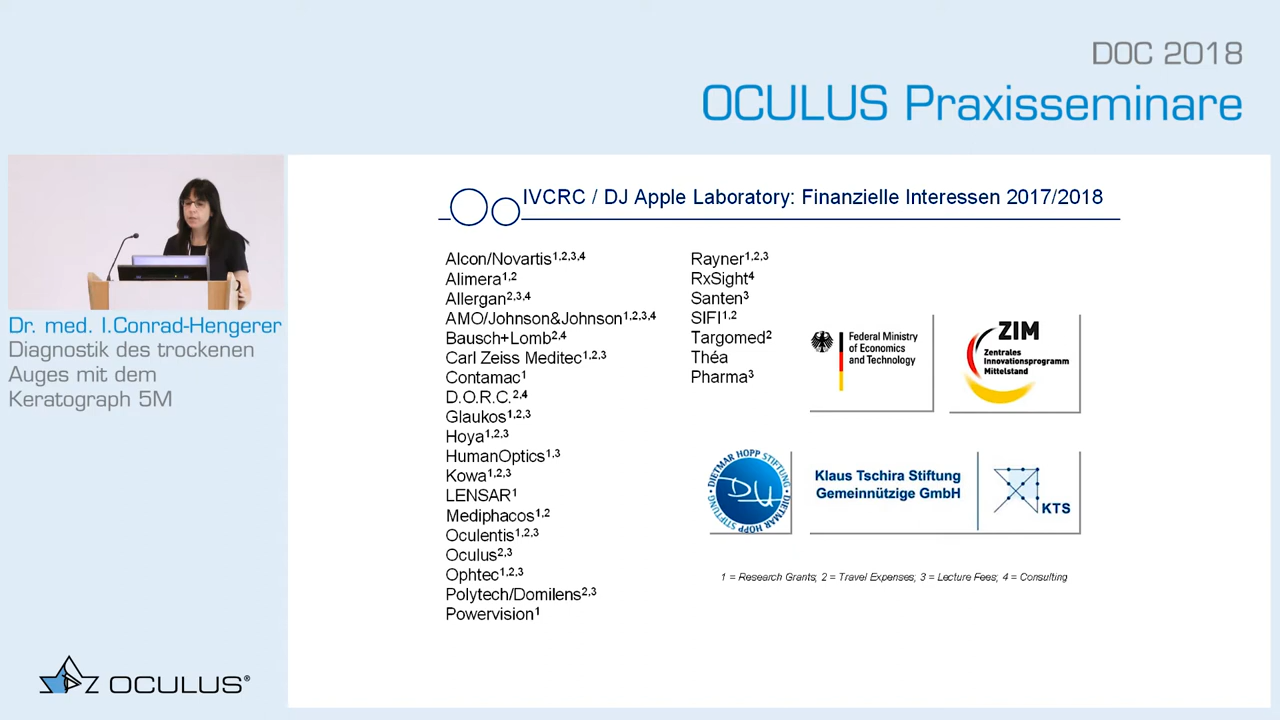 DOC 2018
OCULUS Praxisseminare
Dr. med. I.Conrad-Hengerer
Diagnostik des trockenen
Auges mit dem
Keratograph 5M
OCULUS®
IVCRC / DJ Apple Laboratory: Finanzielle Interessen 2017/2018
Alcon/Novartis1,2,3,4
Alimera1,2
Allergan2,3,4
AMO/Johnson&Johnson1,2,3,4
Bausch+Lomb2,4
Carl Zeiss Meditec1,2,3
Contamac1
D.O.R.C.2,4
Glaukos1,2,3
Hoya1,2,3
HumanOptics1,3
Kowa1,2,3
LENSAR1
Mediphacos1,2
Oculentis1,2,3
Oculus2,3
Ophtec1,2,3
Polytech/Domilens2,3
Powervision1
Rayner1,2,3
RxSight4
Santen3
SIFI1,2
Targomed2
Théa
Pharma3
Federal Ministry
of Economics
and Technology
ZIM
Zentrales
Innovationsprogramm
Mittelstand
DIETMAR HOPP STIFTUNG
DIETMAR HOPP STIFTUNG
Klaus Tschira Stiftung
Gemeinnützige GmbH
KTS
1 = Research Grants; 2 = Travel Expenses; 3 = Lecture Fees; 4 = Consulting